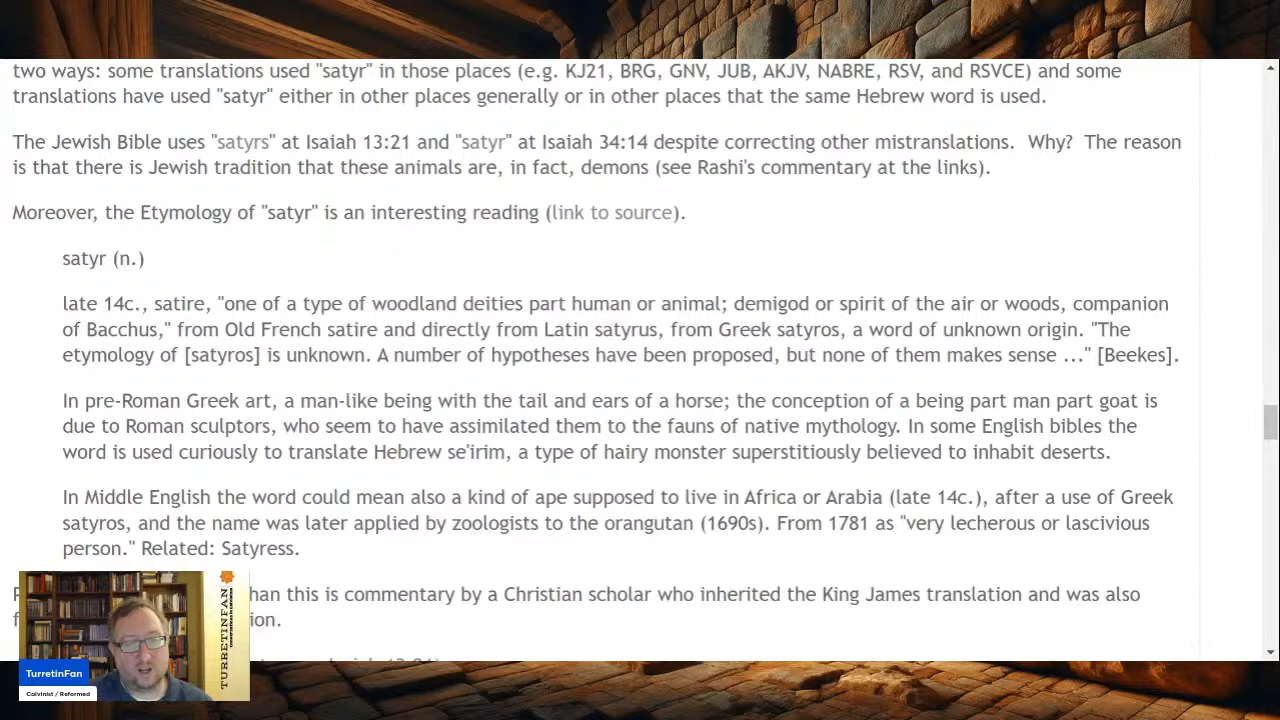 two ways: some translations used "satyr" in those places (e.g. KJ21, BRG, GNV, JUB, AKJV, NABRE, RSV, and RSVCE) and some
translations have used "satyr" either in other places generally or in other places that the same Hebrew word is used.
The Jewish Bible uses "satyrs" at Isaiah 13:21 and "satyr" at Isaiah 34:14 despite correcting other mistranslations.  Why?  The reason
is that there is Jewish tradition that these animals are, in fact, demons (see Rashi's commentary at the links).
Moreover, the Etymology of "satyr" is an interesting reading (link to source).
satyr (n.)
late 14c., satire, "one of a type of woodland deities part human or animal; demigod or spirit of the air or woods, companion
of Bacchus," from Old French satire and directly from Latin satyrus, from Greek satyros, a word of unknown origin. "The
etymology of [satyros] is unknown. A number of hypotheses have been proposed, but none of them makes sense ..." [Beekes].
In pre-Roman Greek art, a man-like being with the tail and ears of a horse; the conception of a being part man part goat is
due to Roman sculptors, who seem to have assimilated them to the fauns of native mythology. In some English bibles the
word is used curiously to translate Hebrew se'irim, a type of hairy monster superstitiously believed to inhabit deserts.
In Middle English the word could mean also a kind of ape supposed to live in Africa or Arabia (late 14c.), after a use of Greek
satyros, and the name was later applied by zoologists to the orangutan (1690s). From 1781 as "very lecherous or lascivious
person." Related: Satyress.
han this is commentary by a Christian scholar who inherited the King James translation and was also
ion.
TURRETINFAN
TurretinFan
Calvinist / Reformed